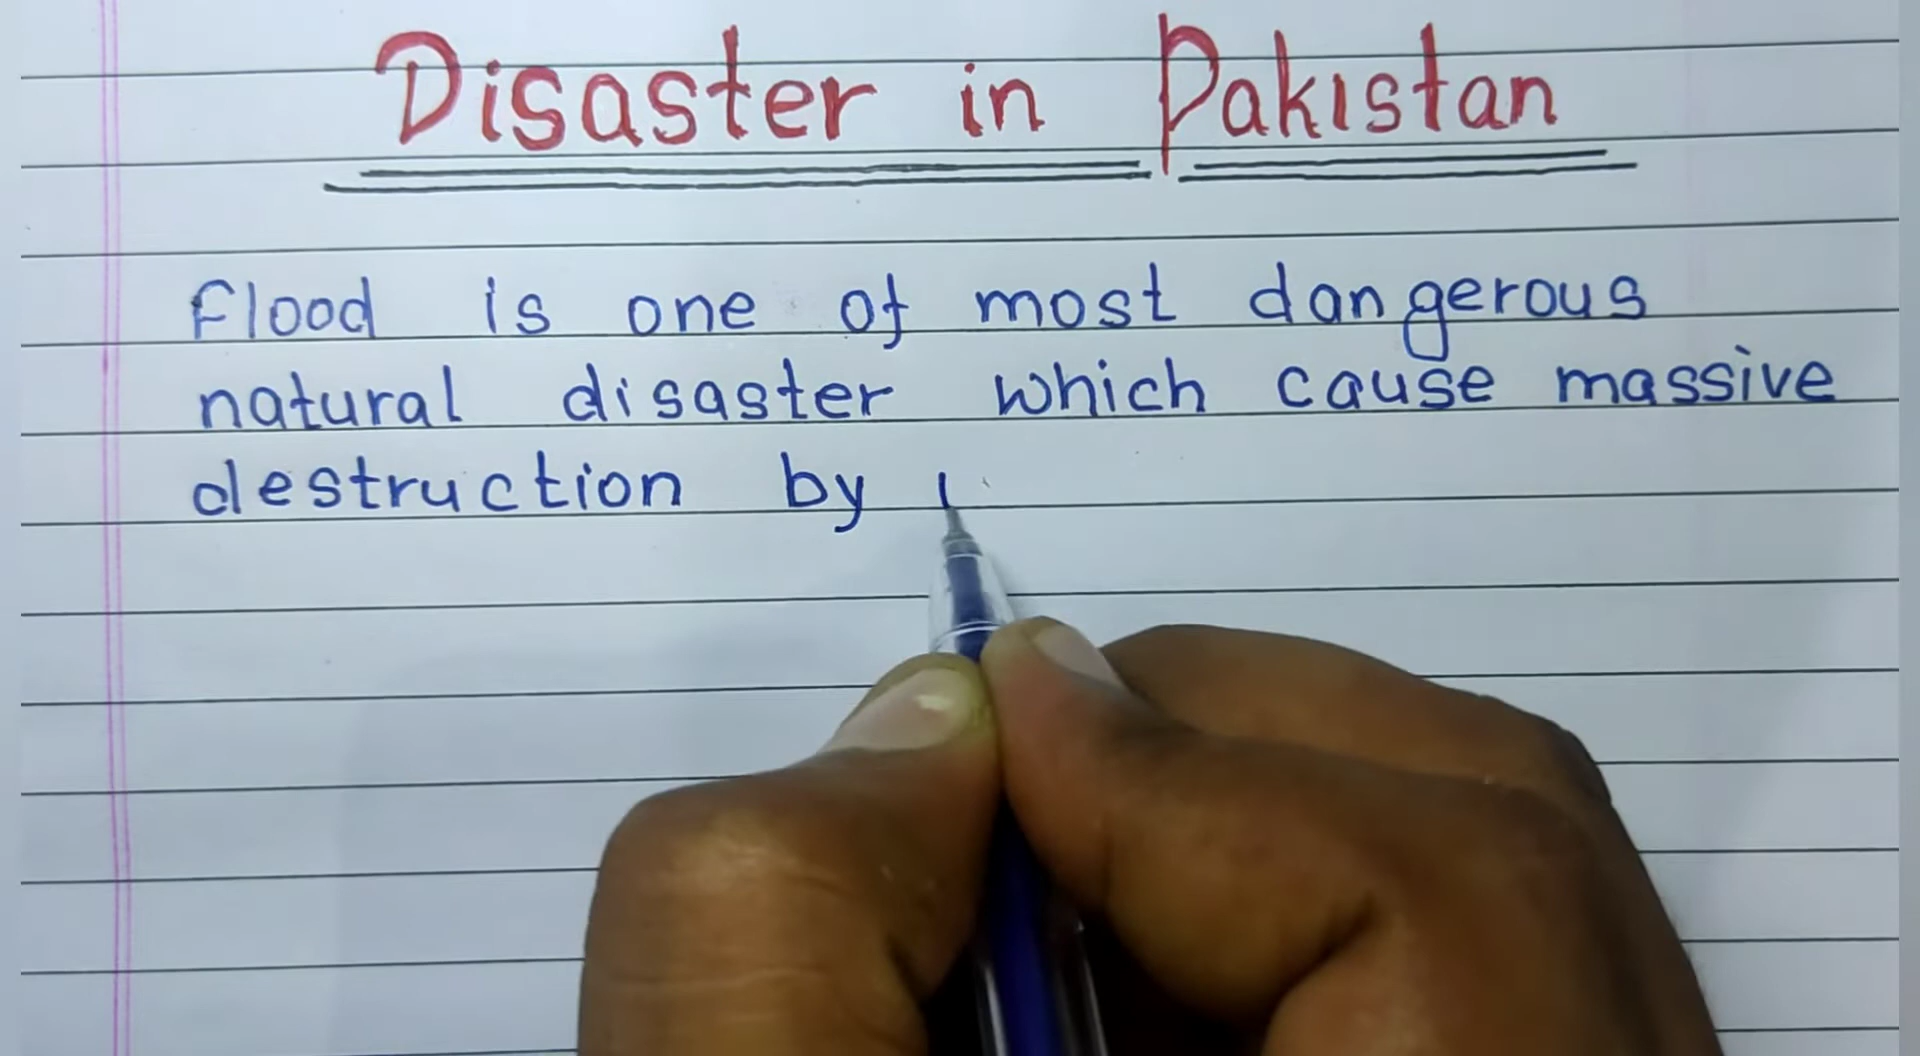 Disaster in Pakistan
Flood is one of most dangerous
natural disaster which cause massive
destruction by